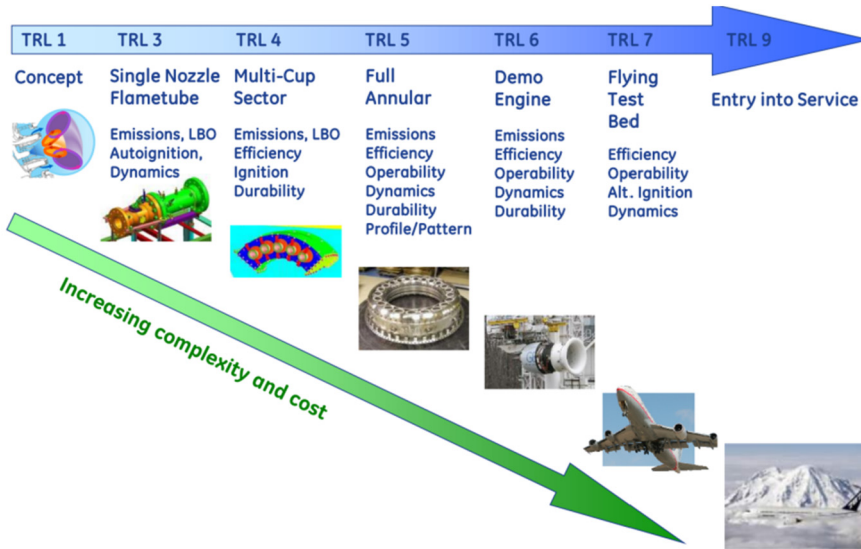 TRL 1
TRL 3
TRL 4
TRL 5
TRL 6
TRL 7
TRL 9
Concept
Single Nozzle
Flametube
Emissions, LBO
Autoignition,
Dynamics
Multi-Cup
Sector
Emissions, LBO
Efficiency
Ignition
Durability
Full
Annular
Emissions
Efficiency
Operability
Dynamics
Durability
Profile/Pattern
Demo
Engine
Emissions
Efficiency
Operability
Dynamics
Durability
Flying
Test
Bed
Efficiency
Operability
Alt. Ignition
Dynamics
Entry into Service
Increasing complexity and cost